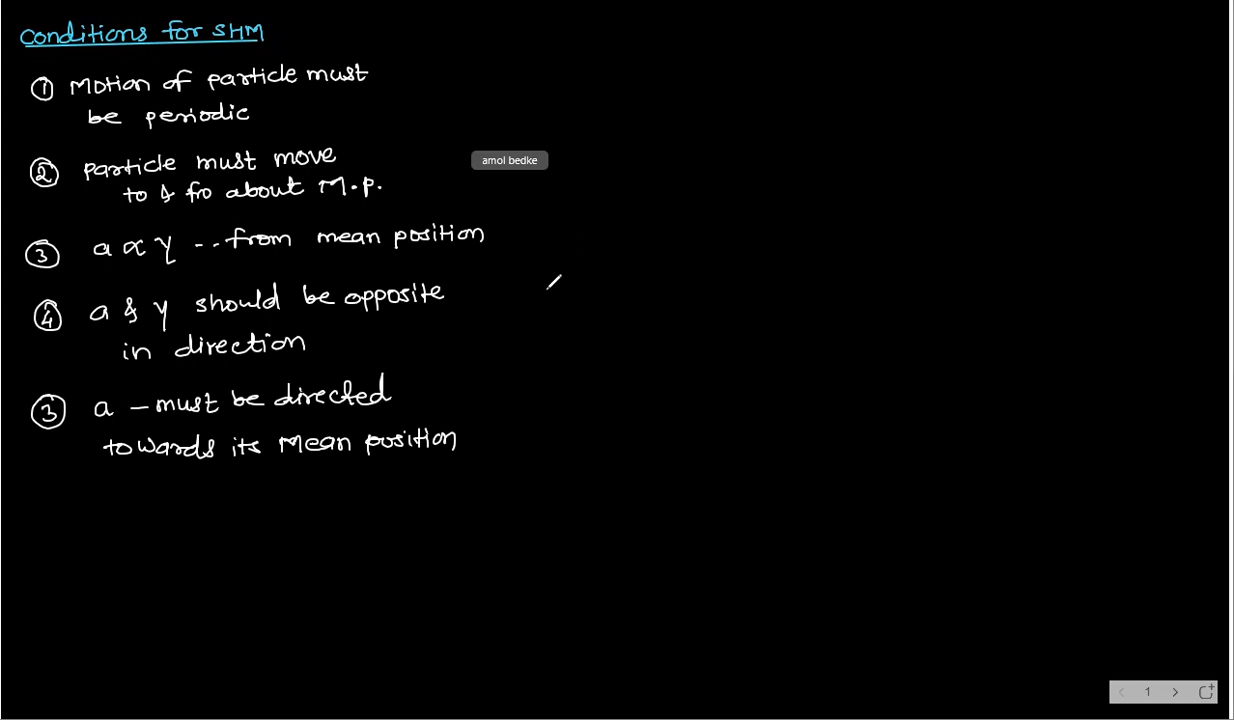 Conditions for SHM
① Motion of particle must
be periodic
② particle must move
to & fro about M.p.
amol bedke
③ a ∝ y -- from mean position
④ a & y should be opposite
in direction
③ a – must be directed
towards its Mean position
1